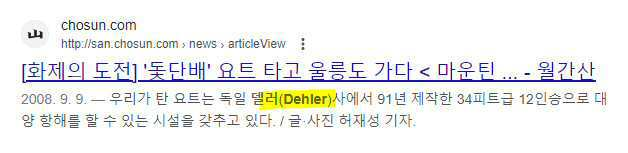 山
chosun.com
http://san.chosun.com › news › articleView
[화제의 도전] '돛단배' 요트 타고 울릉도 가다 < 마운틴 ... - 월간산
2008. 9. 9. — 우리가 탄 요트는 독일 델러(Dehler)사에서 91년 제작한 34피트급 12인승으로 대
양 항해를 할 수 있는 시설을 갖추고 있다. / 글·사진 허재성 기자.